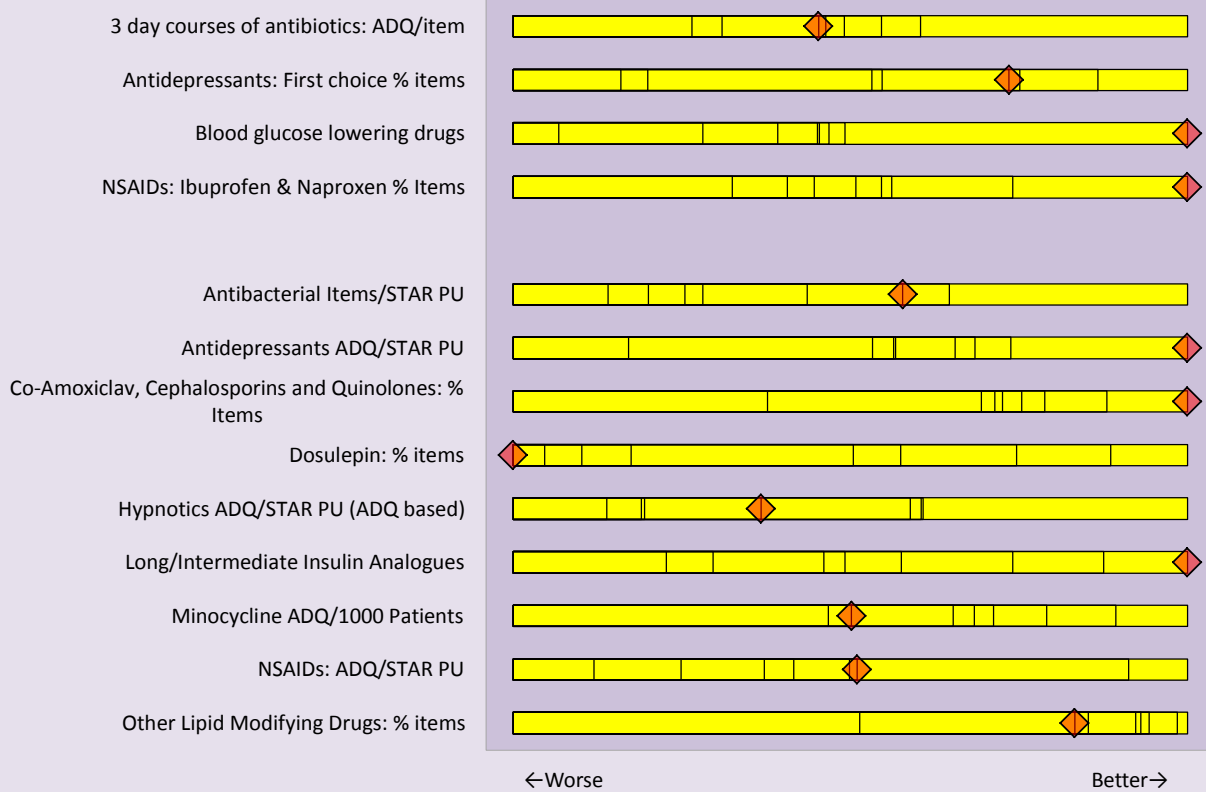 3 day courses of antibiotics: ADQ/item
Antidepressants: First choice % items
Blood glucose lowering drugs
NSAIDs: Ibuprofen & Naproxen % Items
Antibacterial Items/STAR PU
Antidepressants ADQ/STAR PU
Co-Amoxiclav, Cephalosporins and Quinolones: %
Items
Dosulepin: % items
Hypnotics ADQ/STAR PU (ADQ based)
Long/Intermediate Insulin Analogues
Minocycline ADQ/1000 Patients
NSAIDs: ADQ/STAR PU
Other Lipid Modifying Drugs: % items
←Worse Better→